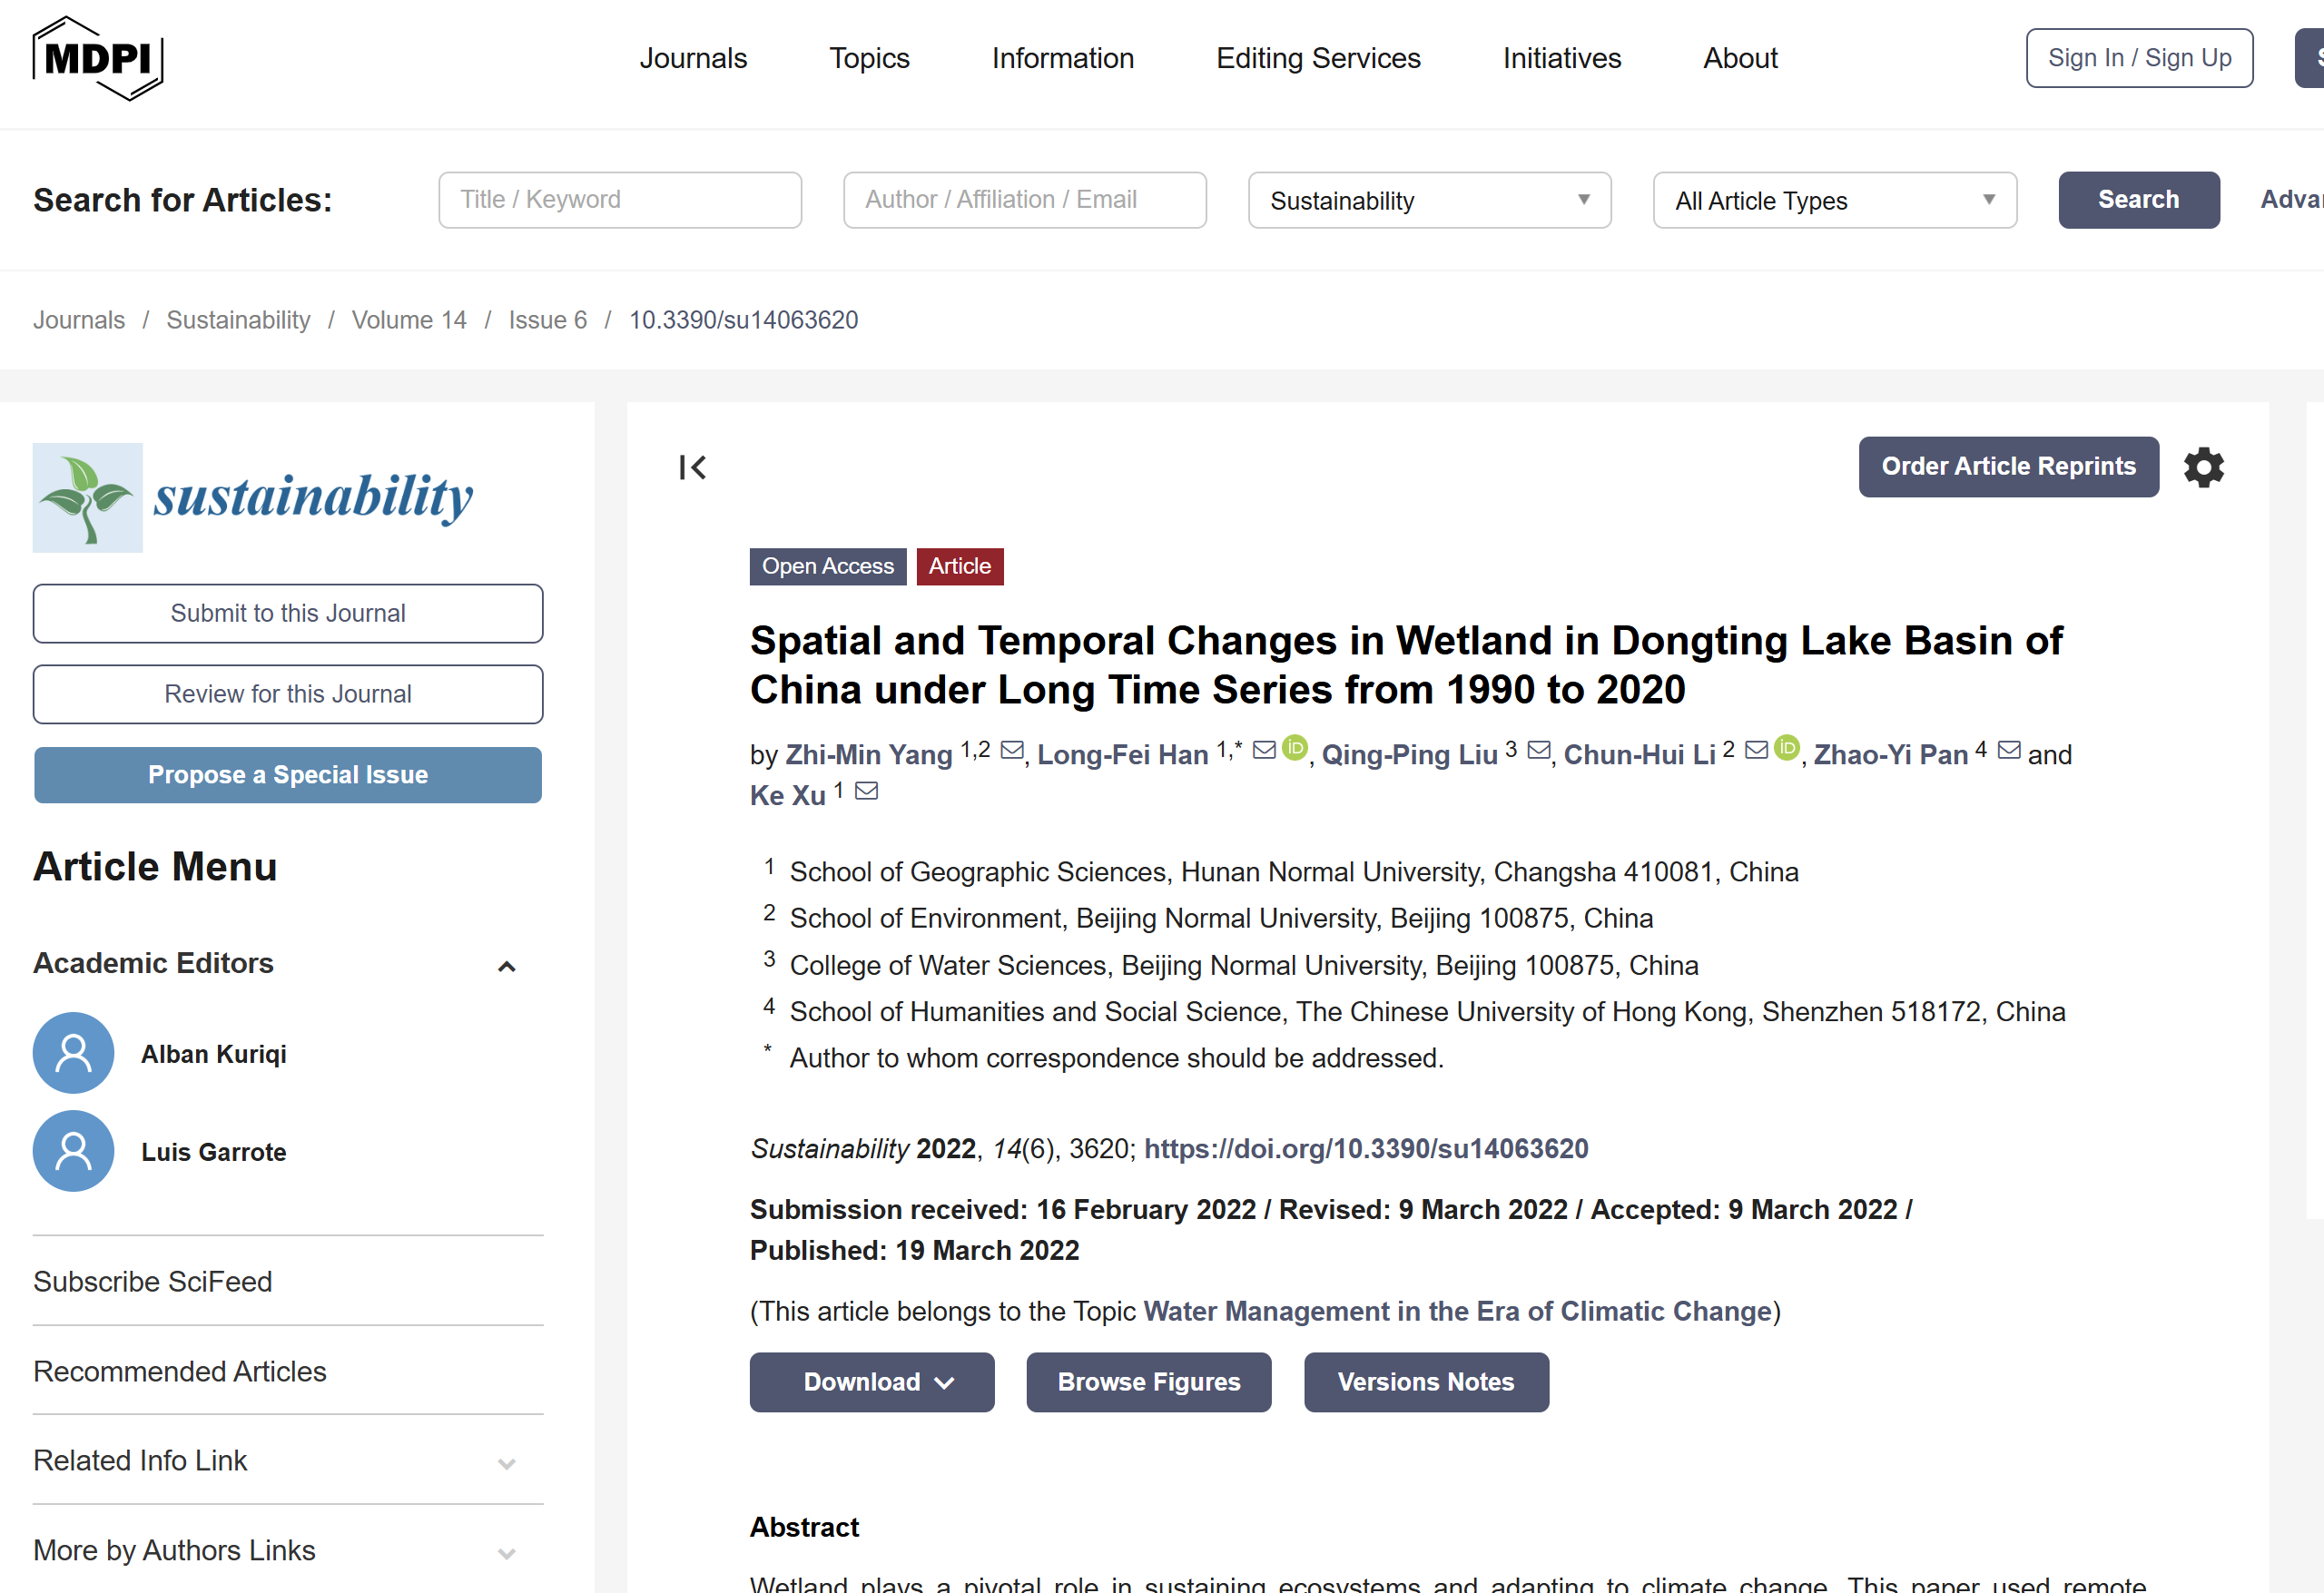 MDPI
Journals Topics Information Editing Services Initiatives About Sign In / Sign Up
Search for Articles: Title / Keyword Author / Affiliation / Email Sustainability All Article Types Search
Journals / Sustainability / Volume 14 / Issue 6 / 10.3390/su14063620
sustainability
Submit to this Journal
Review for this Journal
Propose a Special Issue
Article Menu
Academic Editors
Alban Kuriqi
Luis Garrote
Subscribe SciFeed
Recommended Articles
Related Info Link
More by Authors Links
Order Article Reprints
Open Access Article
Spatial and Temporal Changes in Wetland in Dongting Lake Basin of
China under Long Time Series from 1990 to 2020
by Zhi-Min Yang 1,2, Long-Fei Han 1,* iD, Qing-Ping Liu 3, Chun-Hui Li 2 iD, Zhao-Yi Pan 4 and
Ke Xu 1
1 School of Geographic Sciences, Hunan Normal University, Changsha 410081, China
2 School of Environment, Beijing Normal University, Beijing 100875, China
3 College of Water Sciences, Beijing Normal University, Beijing 100875, China
4 School of Humanities and Social Science, The Chinese University of Hong Kong, Shenzhen 518172, China
* Author to whom correspondence should be addressed.
Sustainability 2022, 14(6), 3620; https://doi.org/10.3390/su14063620
Submission received: 16 February 2022 / Revised: 9 March 2022 / Accepted: 9 March 2022 /
Published: 19 March 2022
(This article belongs to the Topic Water Management in the Era of Climatic Change)
Download Browse Figures Versions Notes
Abstract
Wetland plays a pivotal role in sustaining ecosystems and adapting to climate change. This paper used remote